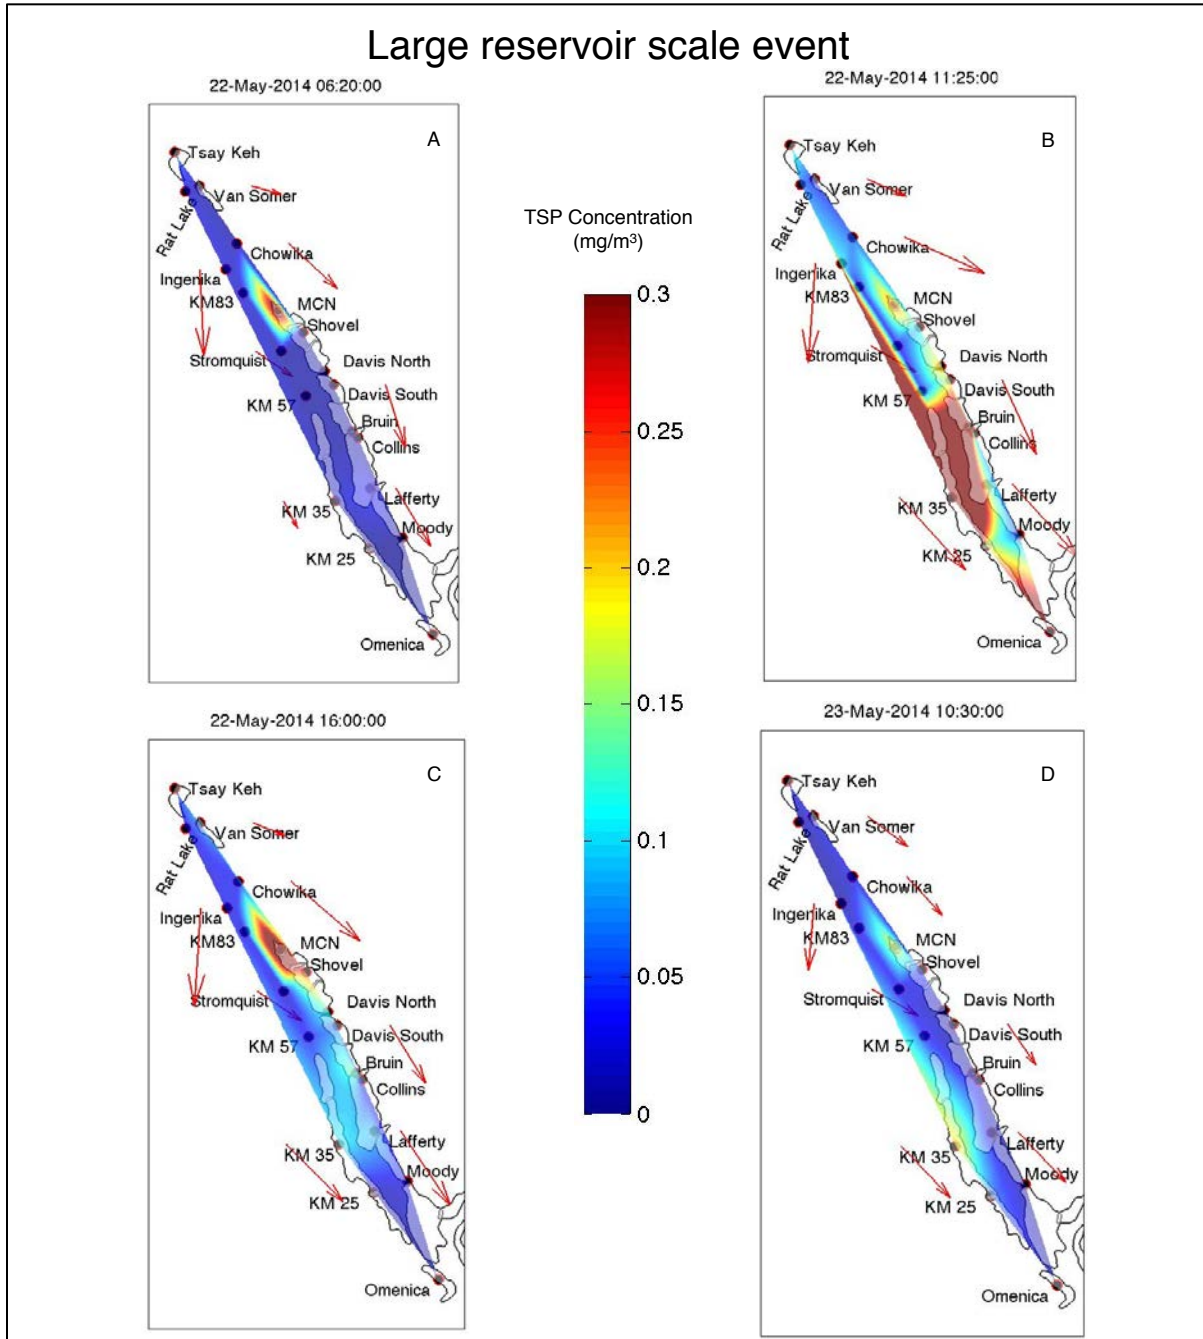 Large reservoir scale event
22-May-2014 06:20:00
A
Tsay Keh
Van Somer
Rat Lake
Chowika
Ingenika
KM83
MCN
Shovel
Stromquist
Davis North
Davis South
KM 57
Bruin
Collins
Lafferty
KM 35
Moody
KM 25
Omenica
TSP Concentration
(mg/m³)
0.3
0.25
0.2
0.15
0.1
0.05
0
22-May-2014 11:25:00
B
Tsay Keh
Van Somer
Rat Lake
Chowika
Ingenika
KM83
MCN
Shovel
Stromquist
Davis North
Davis South
KM 57
Bruin
Collins
Lafferty
KM 35
Moody
KM 25
Omenica
22-May-2014 16:00:00
C
Tsay Keh
Van Somer
Rat Lake
Chowika
Ingenika
KM83
MCN
Shovel
Stromquist
Davis North
Davis South
KM 57
Bruin
Collins
Lafferty
KM 35
Moody
KM 25
Omenica
23-May-2014 10:30:00
D
Tsay Keh
Van Somer
Rat Lake
Chowika
Ingenika
KM83
MCN
Shovel
Stromquist
Davis North
Davis South
KM 57
Bruin
Collins
Lafferty
KM 35
Moody
KM 25
Omenica